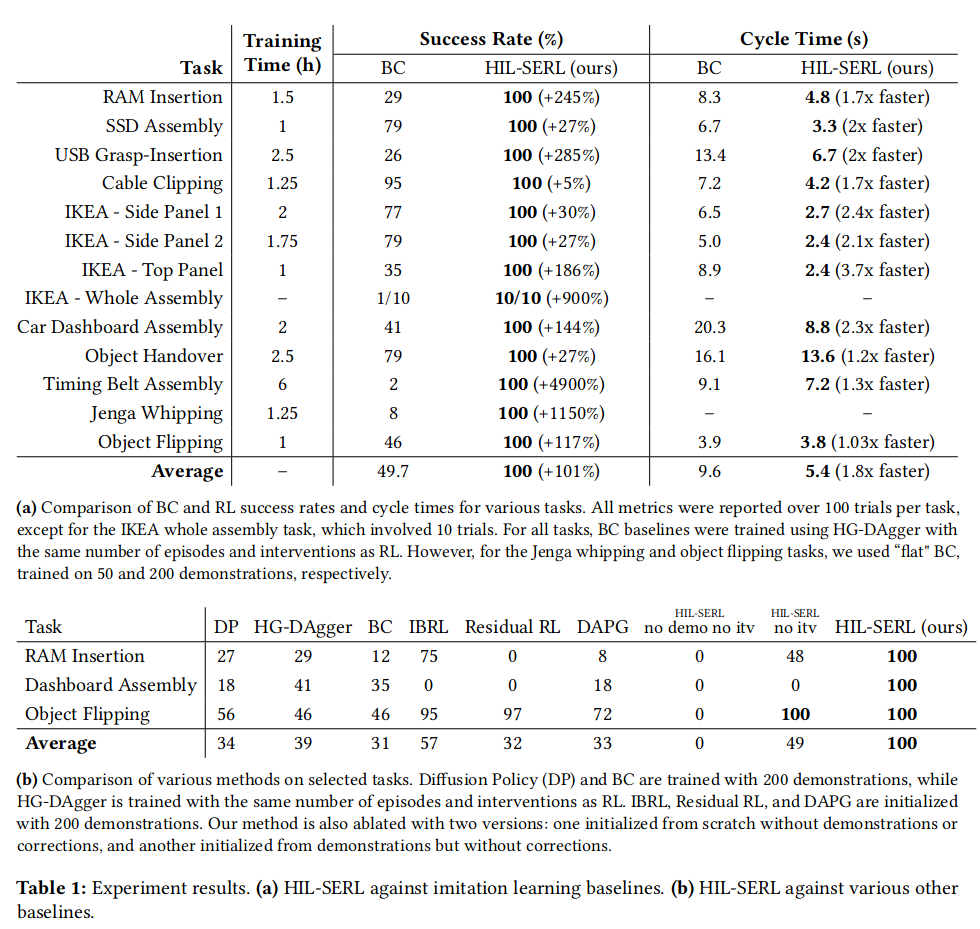 Training Success Rate (%) Cycle Time (s)
Task Time (h) BC HIL-SERL (ours) BC HIL-SERL (ours)
RAM Insertion 1.5 29 100 (+245%) 8.3 4.8 (1.7x faster)
SSD Assembly 1 79 100 (+27%) 6.7 3.3 (2x faster)
USB Grasp-Insertion 2.5 26 100 (+285%) 13.4 6.7 (2x faster)
Cable Clipping 1.25 95 100 (+5%) 7.2 4.2 (1.7x faster)
IKEA - Side Panel 1 2 77 100 (+30%) 6.5 2.7 (2.4x faster)
IKEA - Side Panel 2 1.75 79 100 (+27%) 5.0 2.4 (2.1x faster)
IKEA - Top Panel 1 35 100 (+186%) 8.9 2.4 (3.7x faster)
IKEA - Whole Assembly – 1/10 10/10 (+900%) – –
Car Dashboard Assembly 2 41 100 (+144%) 20.3 8.8 (2.3x faster)
Object Handover 2.5 79 100 (+27%) 16.1 13.6 (1.2x faster)
Timing Belt Assembly 6 2 100 (+4900%) 9.1 7.2 (1.3x faster)
Jenga Whipping 1.25 8 100 (+1150%) – –
Object Flipping 1 46 100 (+117%) 3.9 3.8 (1.03x faster)
Average – 49.7 100 (+101%) 9.6 5.4 (1.8x faster)
(a) Comparison of BC and RL success rates and cycle times for various tasks. All metrics were reported over 100 trials per task,
except for the IKEA whole assembly task, which involved 10 trials. For all tasks, BC baselines were trained using HG-DAgger with
the same number of episodes and interventions as RL. However, for the Jenga whipping and object flipping tasks, we used “flat" BC,
trained on 50 and 200 demonstrations, respectively.
Task DP HG-DAgger BC IBRL Residual RL DAPG HIL-SERL no demo no itv HIL-SERL no itv HIL-SERL (ours)
RAM Insertion 27 29 12 75 0 8 0 48 100
Dashboard Assembly 18 41 35 0 0 18 0 0 100
Object Flipping 56 46 46 95 97 72 0 100 100
Average 34 39 31 57 32 33 0 49 100
(b) Comparison of various methods on selected tasks. Diffusion Policy (DP) and BC are trained with 200 demonstrations, while
HG-DAgger is trained with the same number of episodes and interventions as RL. IBRL, Residual RL, and DAPG are initialized
with 200 demonstrations. Our method is also ablated with two versions: one initialized from scratch without demonstrations or
corrections, and another initialized from demonstrations but without corrections.
Table 1: Experiment results. (a) HIL-SERL against imitation learning baselines. (b) HIL-SERL against various other
baselines.